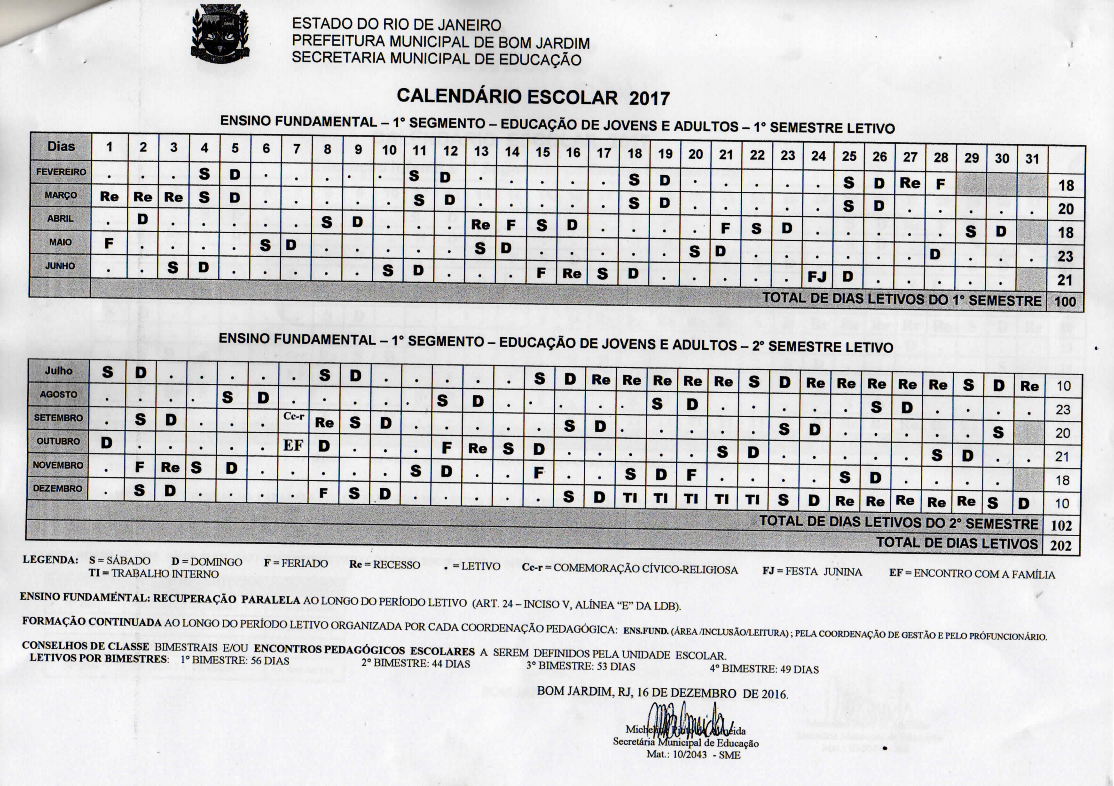 ESTADO DO RIO DE JANEIRO
PREFEITURA MUNICIPAL DE BOM JARDIM
SECRETARIA MUNICIPAL DE EDUCAÇÃO
CALENDÁRIO ESCOLAR 2017
ENSINO FUNDAMENTAL – 1º SEGMENTO – EDUCAÇÃO DE JOVENS E ADULTOS – 1º SEMESTRE LETIVO
Dias 1 2 3 4 5 6 7 8 9 10 11 12 13 14 15 16 17 18 19 20 21 22 23 24 25 26 27 28 29 30 31
FEVEREIRO . . . S D . . . . . S D . . . . . S D . . . . . S D Re F 18
MARÇO Re Re Re S D . . . . . S D . . . . . S D . . . . . S D . . . . . 20
ABRIL . D . . . . . S D . . . Re F S D . . . . F S D . . . . . S D 18
MAIO F . . . . S D . . . . . S D . . . . . S D . . . . . . D . . . 23
JUNHO . . S D . . . . . S D . . . F Re S D . . . . . FJ D . . . . . 21
TOTAL DE DIAS LETIVOS DO 1º SEMESTRE 100
ENSINO FUNDAMENTAL – 1º SEGMENTO – EDUCAÇÃO DE JOVENS E ADULTOS – 2º SEMESTRE LETIVO
Julho S D . . . . . S D . . . . . S D Re Re Re Re Re S D Re Re Re Re Re S D Re 10
AGOSTO . . . . S D . . . . . S D . . . . . S D . . . . . S D . . . . 23
SETEMBRO . S D . . . Cc-r Re S D . . . . . S D . . . . . S D . . . . . S 20
OUTUBRO D . . . . . EF D . . . F Re S D . . . . . S D . . . . . S D . . 21
NOVEMBRO . F Re S D . . . . . S D . . F . . S D F . . . . S D . . . . 18
DEZEMBRO . S D . . . . F S D . . . . . S D TI TI TI TI TI S D Re Re Re Re Re S D 10
TOTAL DE DIAS LETIVOS DO 2º SEMESTRE 102
TOTAL DE DIAS LETIVOS 202
LEGENDA: S = SÁBADO D = DOMINGO F = FERIADO Re = RECESSO . = LETIVO Cc-r = COMEMORAÇÃO CÍVICO-RELIGIOSA FJ = FESTA JUNINA EF = ENCONTRO COM A FAMÍLIA
TI = TRABALHO INTERNO
ENSINO FUNDAMÉNTAL: RECUPERAÇÃO PARALELA AO LONGO DO PERÍODO LETIVO (ART. 24 – INCISO V, ALÍNEA “E” DA LDB).
FORMAÇÃO CONTINUADA AO LONGO DO PERÍODO LETIVO ORGANIZADA POR CADA COORDENAÇÃO PEDAGÓGICA: ENS.FUND. (ÁREA /INCLUSÃO/LEITURA) ; PELA COORDENAÇÃO DE GESTÃO E PELO PRÓFUNCIONÁRIO.
CONSELHOS DE CLASSE BIMESTRAIS E/OU ENCONTROS PEDAGÓGICOS ESCOLARES A SEREM DEFINIDOS PELA UNIDADE ESCOLAR.
LETIVOS POR BIMESTRES: 1º BIMESTRE: 56 DIAS 2º BIMESTRE: 44 DIAS 3º BIMESTRE: 53 DIAS 4º BIMESTRE: 49 DIAS
BOM JARDIM, RJ, 16 DE DEZEMBRO DE 2016.
Almeida
Secretária Municipal de Educação
Mat.: 10/2043 - SME